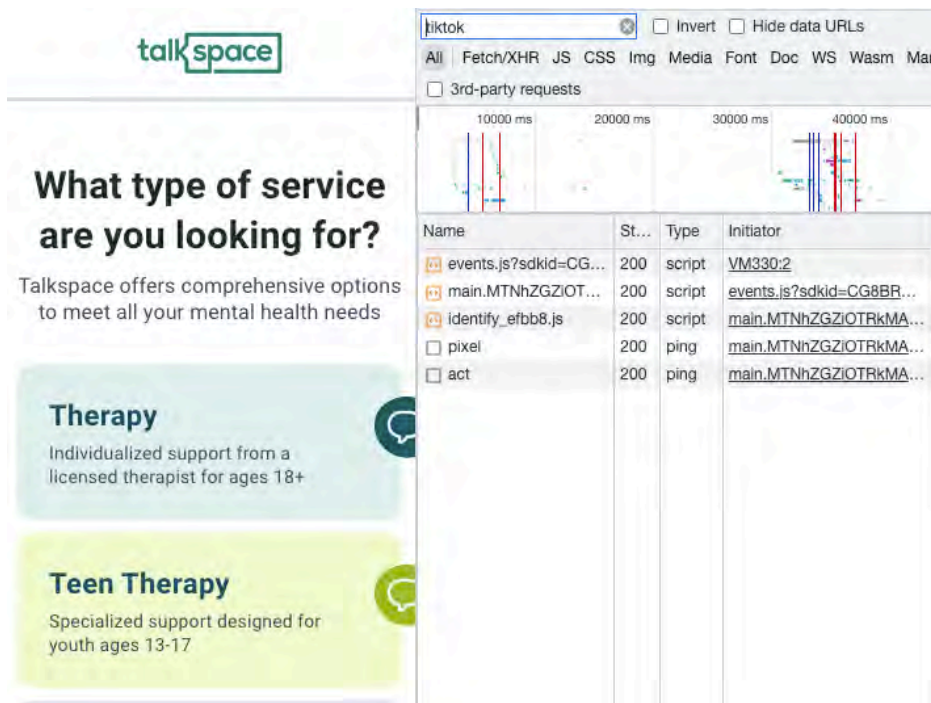 talkspace
What type of service
are you looking for?
Talkspace offers comprehensive options
to meet all your mental health needs
Therapy
Individualized support from a
licensed therapist for ages 18+
Teen Therapy
Specialized support designed for
youth ages 13-17
tiktok
Invert Hide data URLs
All Fetch/XHR JS CSS Img Media Font Doc WS Wasm Mar
3rd-party requests
10000 ms 20000 ms 30000 ms 40000 ms
Name St... Type Initiator
events.js?sdkid=CG... 200 script VM330:2
main.MTNhZGZiOT... 200 script events.js?sdkid=CG8BR...
identify_efbb8.js 200 script main.MTNhZGZiOTRkMA...
pixel 200 ping main.MTNhZGZiOTRkMA...
act 200 ping main.MTNhZGZiOTRkMA...